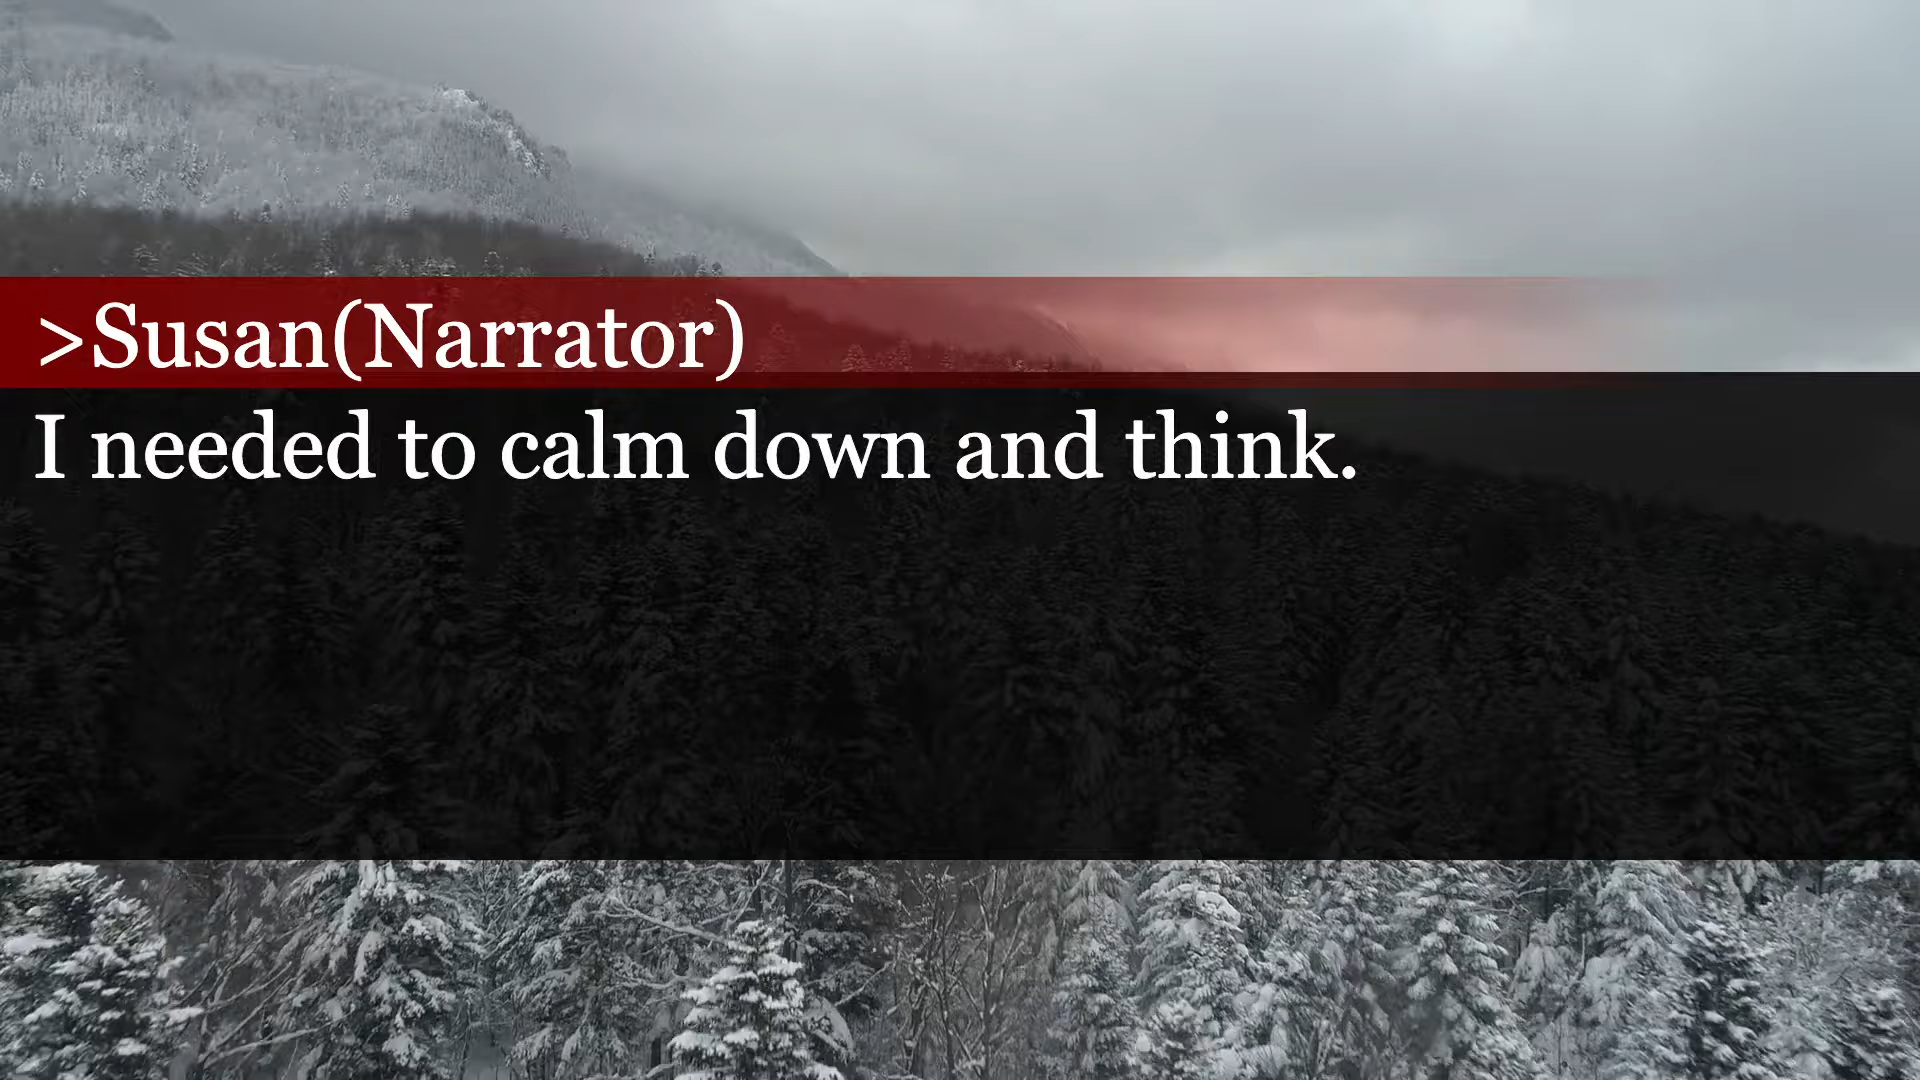 >Susan(Narrator)
I needed to calm down and think.